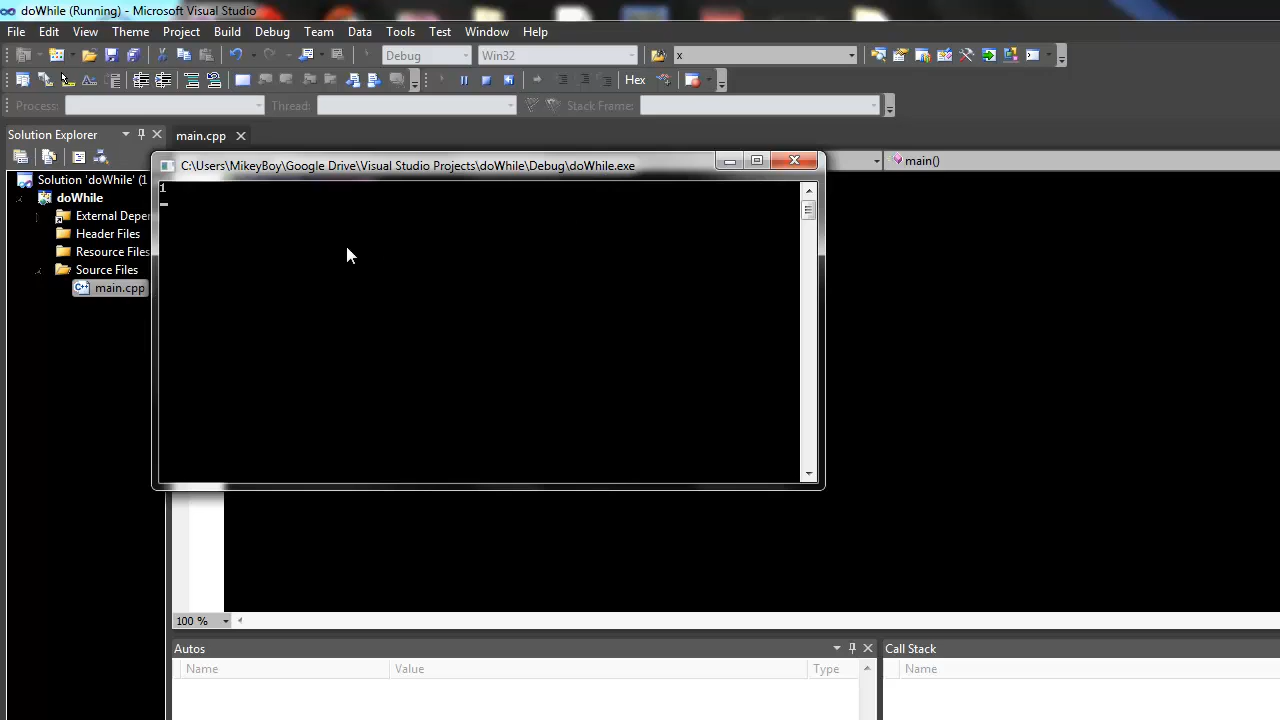 doWhile (Running) - Microsoft Visual Studio
File Edit View Theme Project Build Debug Team Data Tools Test Window Help
Debug Win32 x
Hex
Process: Thread: Stack Frame:
Solution Explorer main.cpp
C:\Users\MikeyBoy\Google Drive\Visual Studio Projects\doWhile\Debug\doWhile.exe main()
Solution 'doWhile' (1
doWhile
External Depen
Header Files
Resource Files
Source Files
main.cpp
1
100 %
Autos Call Stack
Name Value Type Name